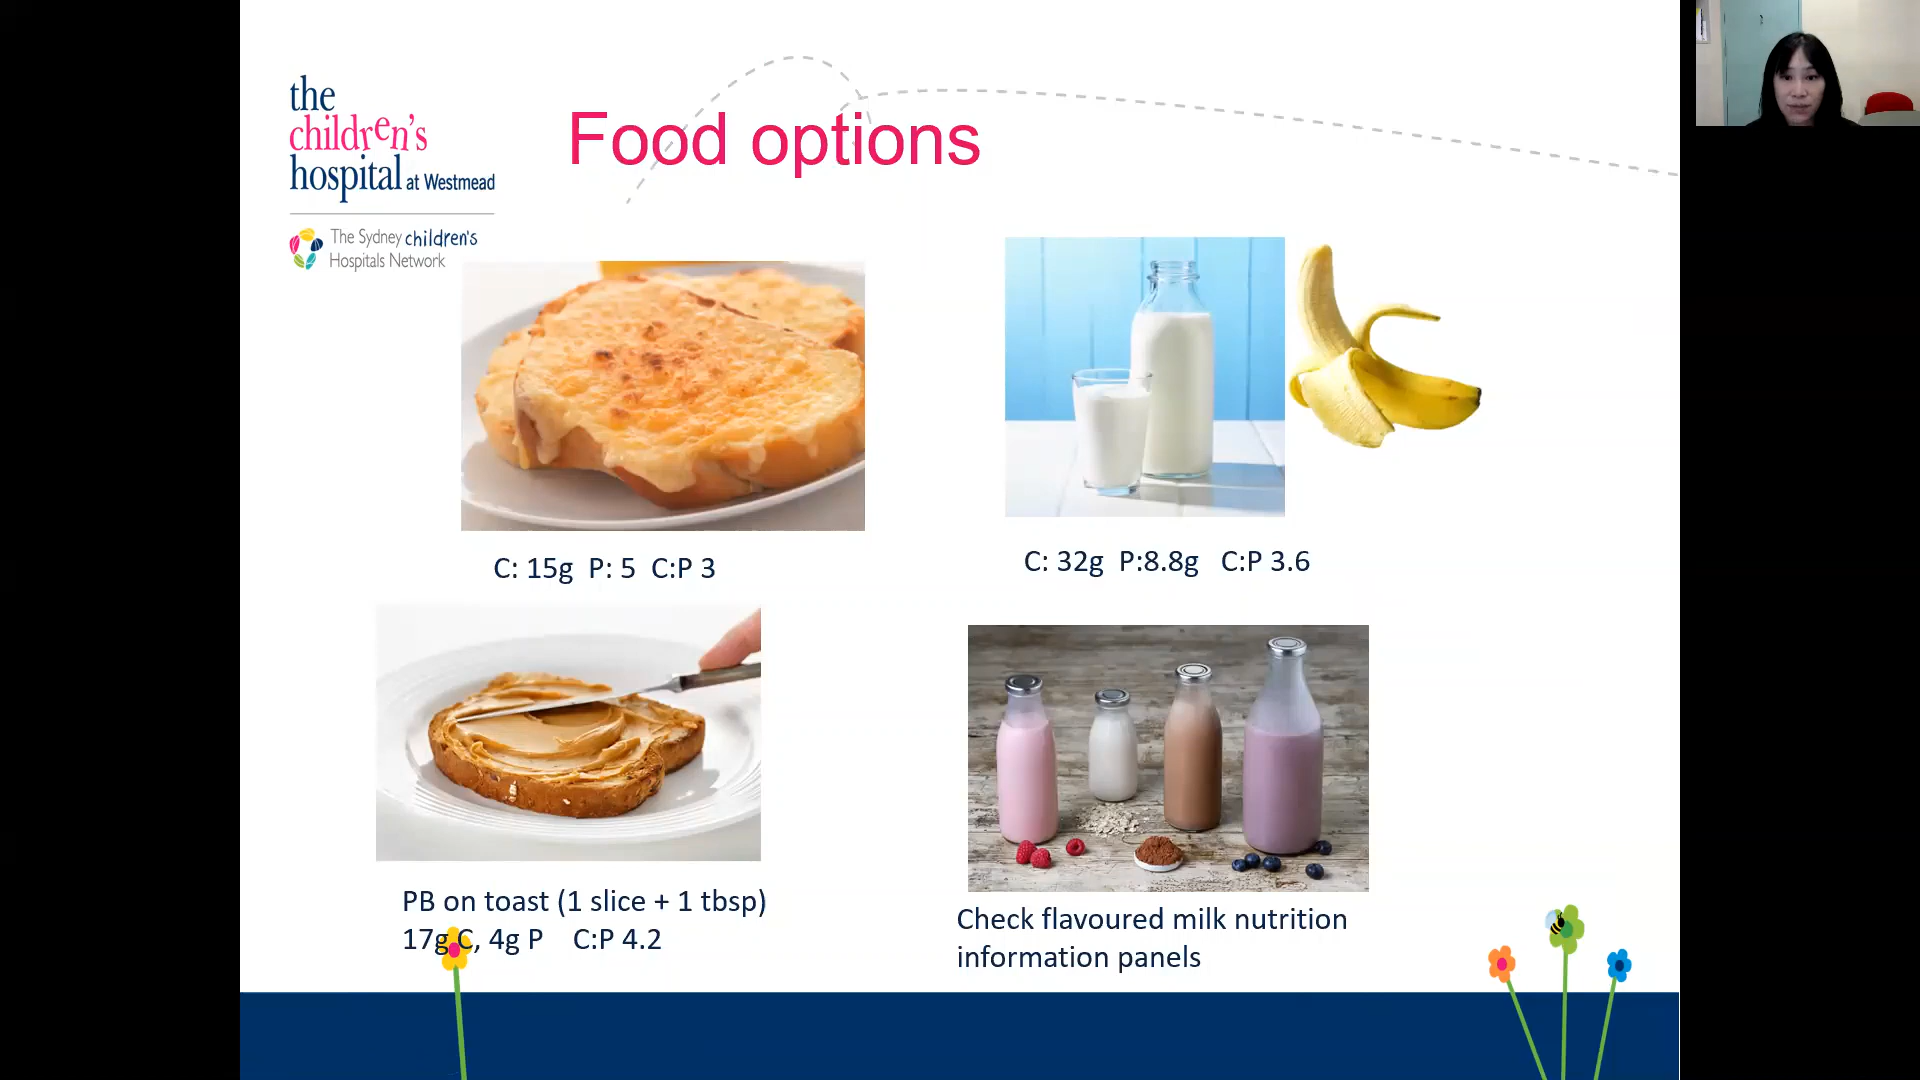 the
children's
hospital at Westmead
The Sydney children's
Hospitals Network
Food options
C: 15g P: 5 C:P 3
C: 32g P:8.8g C:P 3.6
PB on toast (1 slice + 1 tbsp)
17g C, 4g P C:P 4.2
Check flavoured milk nutrition
information panels